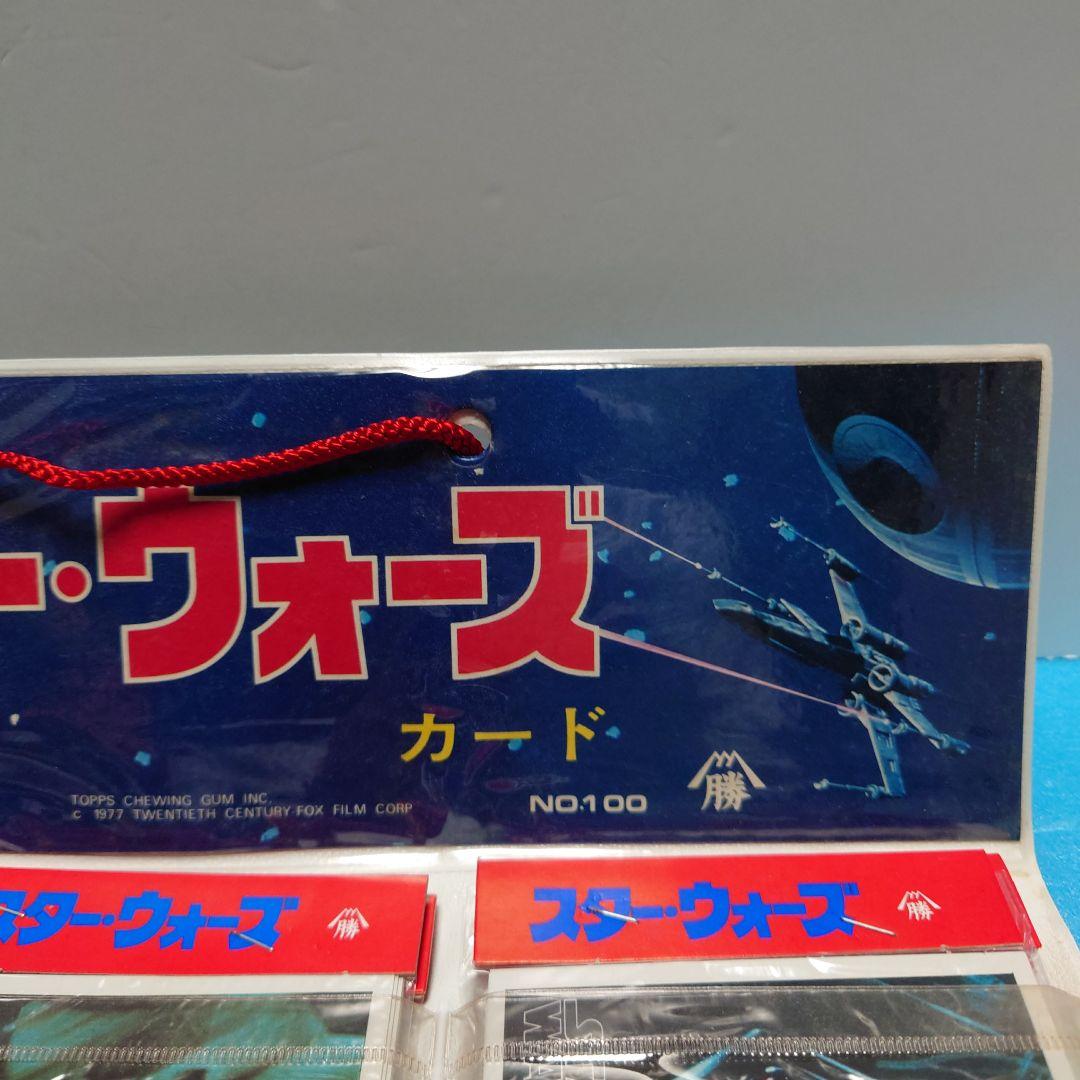 ー・ウォーズ
カード
TOPPS CHEWING GUM INC.
c 1977 TWENTIETH CENTURY-FOX FILM CORP
NO.100
勝
スター・ウォーズ 勝
スター・ウォーズ 勝